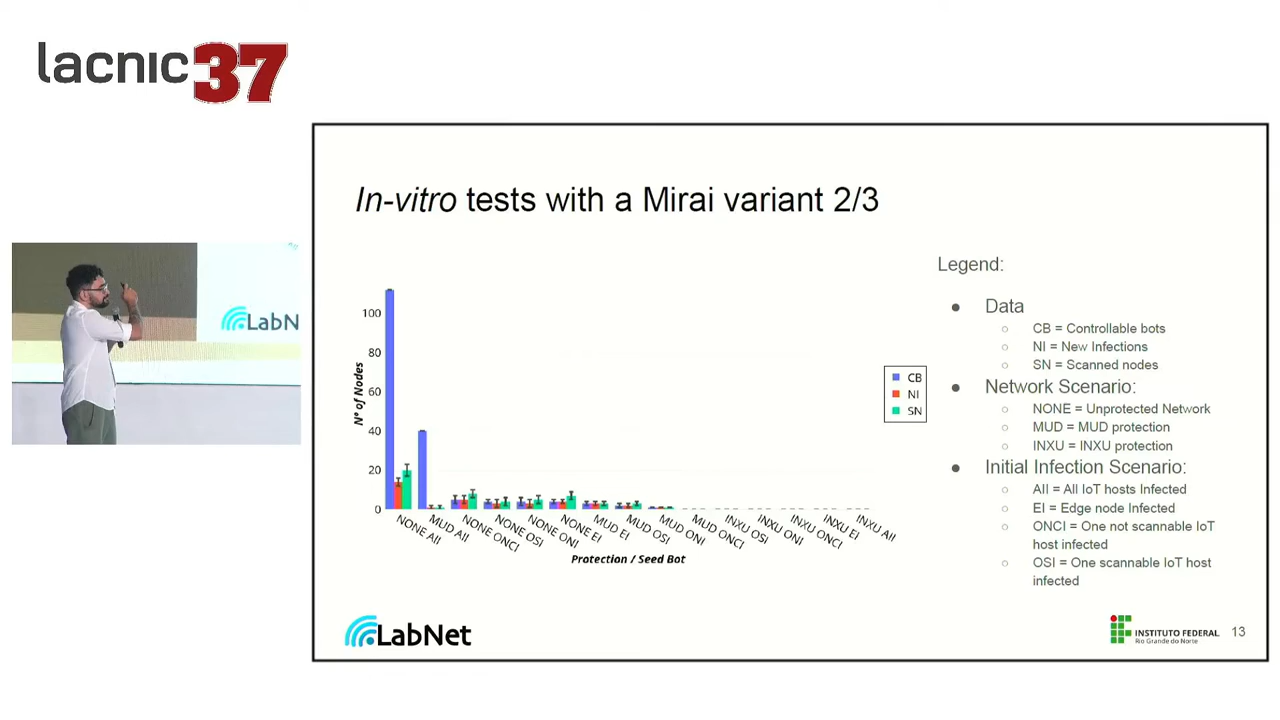 lacnic37
In-vitro tests with a Mirai variant 2/3
Legend:
Data
CB = Controllable bots
NI = New Infections
SN = Scanned nodes
Network Scenario:
NONE = Unprotected Network
MUD = MUD protection
INXU = INXU protection
Initial Infection Scenario:
All = All IoT hosts Infected
EI = Edge node Infected
ONCI = One not scannable IoT
host infected
OSI = One scannable IoT host
infected
N° of Nodes
100
80
60
40
20
0
CB
NI
SN
NONE All
MUD All
NONE ONCI
NONE OSI
NONE ONI
NONE EI
MUD EI
MUD OSI
MUD ONI
MUD ONCI
INXU OSI
INXU ONI
INXU ONCI
INXU EI
INXU All
Protection / Seed Bot
LabNet
INSTITUTO FEDERAL
Rio Grande do Norte
13
LabN